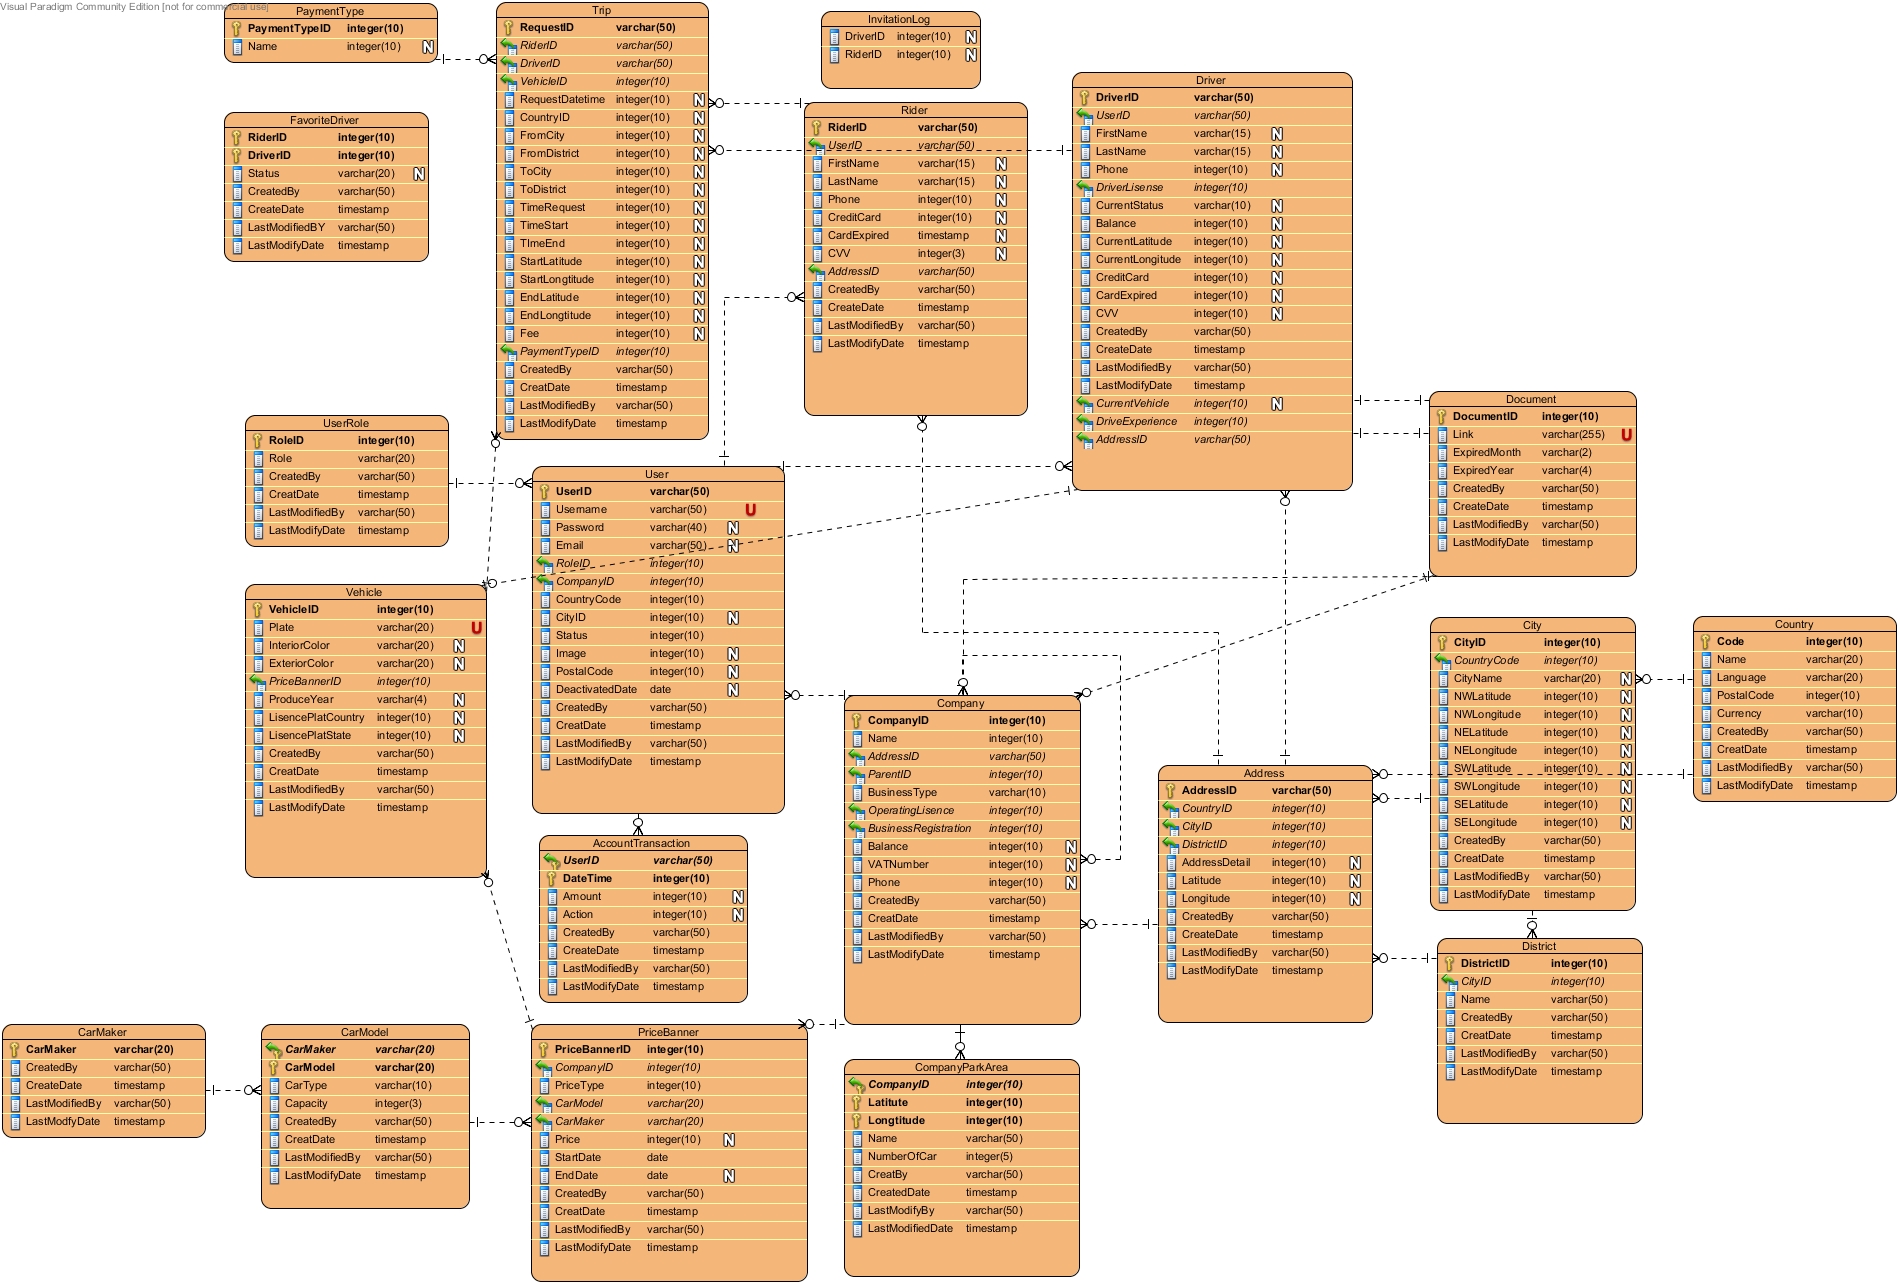 Visual Paradigm Community Edition [not for commercial use]
PaymentType
PaymentTypeID integer(10)
Name integer(10) N
FavoriteDriver
RiderID integer(10)
DriverID integer(10)
Status varchar(20) N
CreatedBy varchar(50)
CreateDate timestamp
LastModifiedBY varchar(50)
LastModifyDate timestamp
Trip
RequestID varchar(50)
RiderID varchar(50)
DriverID varchar(50)
VehicleID integer(10)
RequestDatetime integer(10) N
CountryID integer(10) N
FromCity integer(10) N
FromDistrict integer(10) N
ToCity integer(10) N
ToDistrict integer(10) N
TimeRequest integer(10) N
TimeStart integer(10) N
TImeEnd integer(10) N
StartLatitude integer(10) N
StartLongtitude integer(10) N
EndLatitude integer(10) N
EndLongtitude integer(10) N
Fee integer(10) N
PaymentTypeID integer(10)
CreatedBy varchar(50)
CreatDate timestamp
LastModifiedBy varchar(50)
LastModifyDate timestamp
InvitationLog
DriverID integer(10) N
RiderID integer(10) N
Rider
RiderID varchar(50)
UserID varchar(50)
FirstName varchar(15) N
LastName varchar(15) N
Phone integer(10) N
CreditCard integer(10) N
CardExpired timestamp N
CVV integer(3) N
AddressID varchar(50)
CreatedBy varchar(50)
CreateDate timestamp
LastModifiedBy varchar(50)
LastModifyDate timestamp
Driver
DriverID varchar(50)
UserID varchar(50)
FirstName varchar(15) N
LastName varchar(15) N
Phone integer(10) N
DriverLisense integer(10)
CurrentStatus varchar(10) N
Balance integer(10) N
CurrentLatitude integer(10) N
CurrentLongitude integer(10) N
CreditCard integer(10) N
CardExpired integer(10) N
CVV integer(10) N
CreatedBy varchar(50)
CreateDate timestamp
LastModifiedBy varchar(50)
LastModifyDate timestamp
CurrentVehicle integer(10) N
DriveExperience integer(10)
AddressID varchar(50)
Document
DocumentID integer(10)
Link varchar(255) U
ExpiredMonth varchar(2)
ExpiredYear varchar(4)
CreatedBy varchar(50)
CreateDate timestamp
LastModifiedBy varchar(50)
LastModifyDate timestamp
UserRole
RoleID integer(10)
Role varchar(20)
CreatedBy varchar(50)
CreatDate timestamp
LastModifiedBy varchar(50)
LastModifyDate timestamp
User
UserID varchar(50)
Username varchar(50) U
Password varchar(40) N
Email varchar(50) N
RoleID integer(10)
CompanyID integer(10)
CountryCode integer(10)
CityID integer(10) N
Status integer(10)
Image integer(10) N
PostalCode integer(10) N
DeactivatedDate date N
CreatedBy varchar(50)
CreatDate timestamp
LastModifiedBy varchar(50)
LastModifyDate timestamp
Vehicle
VehicleID integer(10)
Plate varchar(20) U
InteriorColor varchar(20) N
ExteriorColor varchar(20) N
PriceBannerID integer(10)
ProduceYear varchar(4) N
LisencePlatCountry integer(10) N
LisencePlatState integer(10) N
CreatedBy varchar(50)
CreatDate timestamp
LastModifiedBy varchar(50)
LastModifyDate timestamp
Company
CompanyID integer(10)
Name integer(10)
AddressID varchar(50)
ParentID integer(10)
BusinessType varchar(10)
OperatingLisence integer(10)
BusinessRegistration integer(10)
Balance integer(10) N
VATNumber integer(10) N
Phone integer(10) N
CreatedBy varchar(50)
CreatDate timestamp
LastModifiedBy varchar(50)
LastModifyDate timestamp
City
CityID integer(10)
CountryCode integer(10)
CityName varchar(20) N
NWLatitude integer(10) N
NWLongitude integer(10) N
NELatitude integer(10) N
NELongitude integer(10) N
SWLatitude integer(10) N
SWLongitude integer(10) N
SELatitude integer(10) N
SELongitude integer(10) N
CreatedBy varchar(50)
CreatDate timestamp
LastModifiedBy varchar(50)
LastModifyDate timestamp
Country
Code integer(10)
Name varchar(20)
Language varchar(20)
PostalCode integer(10)
Currency varchar(10)
CreatedBy varchar(50)
CreatDate timestamp
LastModifiedBy varchar(50)
LastModifyDate timestamp
Address
AddressID varchar(50)
CountryID integer(10)
CityID integer(10)
DistrictID integer(10)
AddressDetail integer(10) N
Latitude integer(10) N
Longitude integer(10) N
CreatedBy varchar(50)
CreateDate timestamp
LastModifiedBy varchar(50)
LastModifyDate timestamp
AccountTransaction
UserID varchar(50)
DateTime integer(10)
Amount integer(10) N
Action integer(10) N
CreatedBy varchar(50)
CreateDate timestamp
LastModifiedBy varchar(50)
LastModifyDate timestamp
District
DistrictID integer(10)
CityID integer(10)
Name varchar(50)
CreatedBy varchar(50)
CreatDate timestamp
LastModifiedBy varchar(50)
LastModifyDate timestamp
CarMaker
CarMaker varchar(20)
CreatedBy varchar(50)
CreateDate timestamp
LastModifiedBy varchar(50)
LastModfyDate timestamp
CarModel
CarMaker varchar(20)
CarModel varchar(20)
CarType varchar(10)
Capacity integer(3)
CreatedBy varchar(50)
CreatDate timestamp
LastModifiedBy varchar(50)
LastModifyDate timestamp
PriceBanner
PriceBannerID integer(10)
CompanyID integer(10)
PriceType integer(10)
CarModel varchar(20)
CarMaker varchar(20)
Price integer(10) N
StartDate date
EndDate date N
CreatedBy varchar(50)
CreatDate timestamp
LastModifiedBy varchar(50)
LastModifyDate timestamp
CompanyParkArea
CompanyID integer(10)
Latitute integer(10)
Longtitude integer(10)
Name varchar(50)
NumberOfCar integer(5)
CreatBy varchar(50)
CreatedDate timestamp
LastModifyBy varchar(50)
LastModifiedDate timestamp